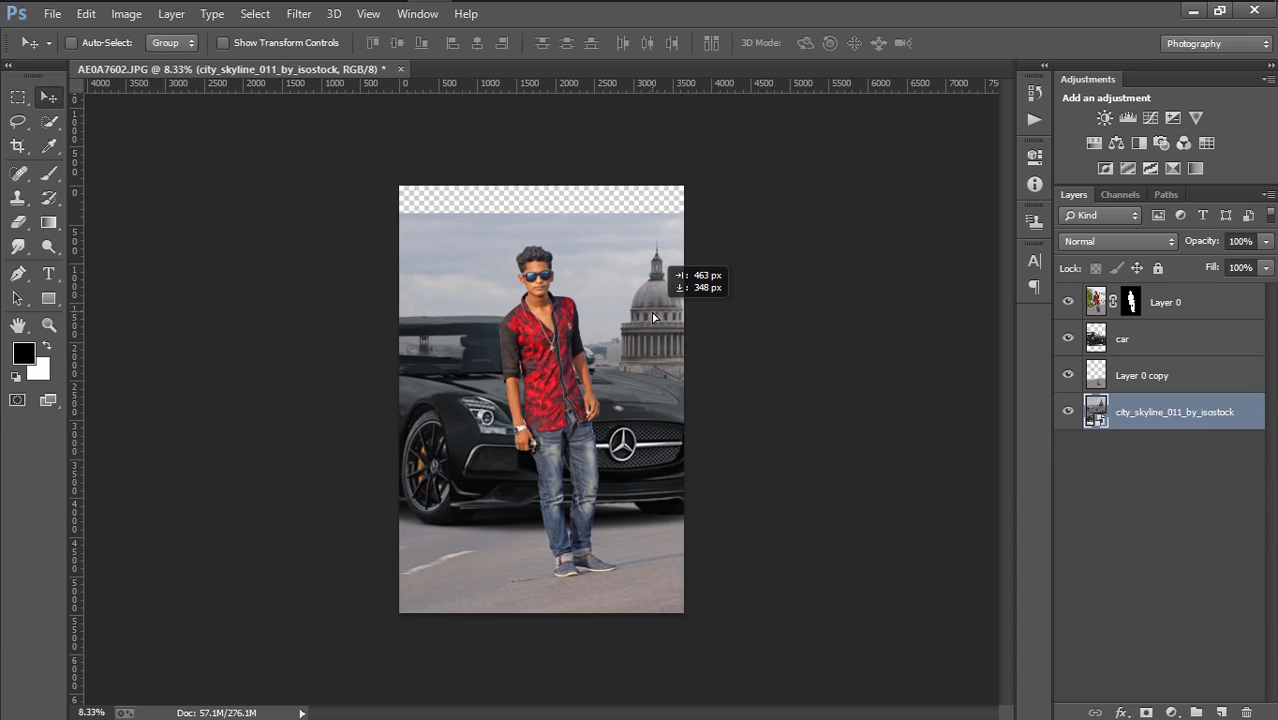 Ps File Edit Image Layer Type Select Filter 3D View Window Help
Auto-Select: Group Show Transform Controls 3D Mode: Photography
AE0A7602.JPG @ 8.33% (city_skyline_011_by_isostock, RGB/8) *
4000 3500 3000 2500 2000 1500 1000 500 0 500 1000 1500 2000 2500 3000 3500 4000 4500 5000 5500 6000 6500 7000
Adjustments
Add an adjustment
Layers Channels Paths
Kind
Normal Opacity: 100%
Lock: Fill: 100%
Layer 0
car
Layer 0 copy
city_skyline_011_by_isostock
: 463 px
: 348 px
8.33% Doc: 57.1M/276.1M